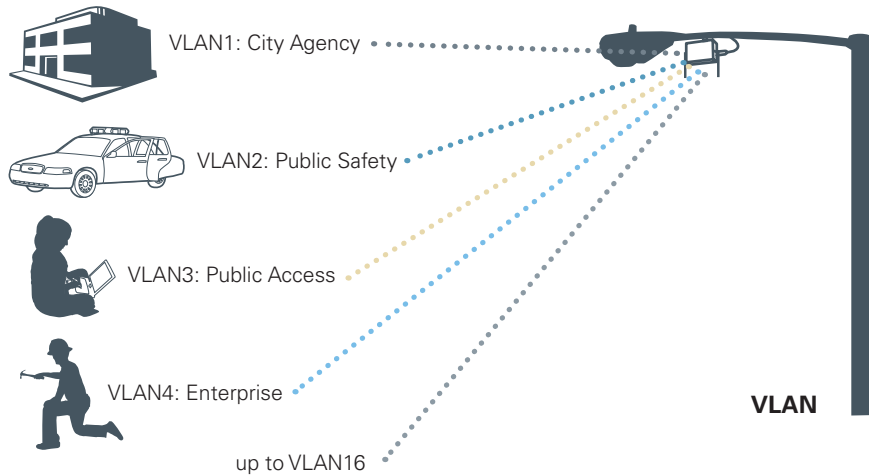 VLAN1: City Agency
VLAN2: Public Safety
VLAN3: Public Access
VLAN4: Enterprise
VLAN
up to VLAN16